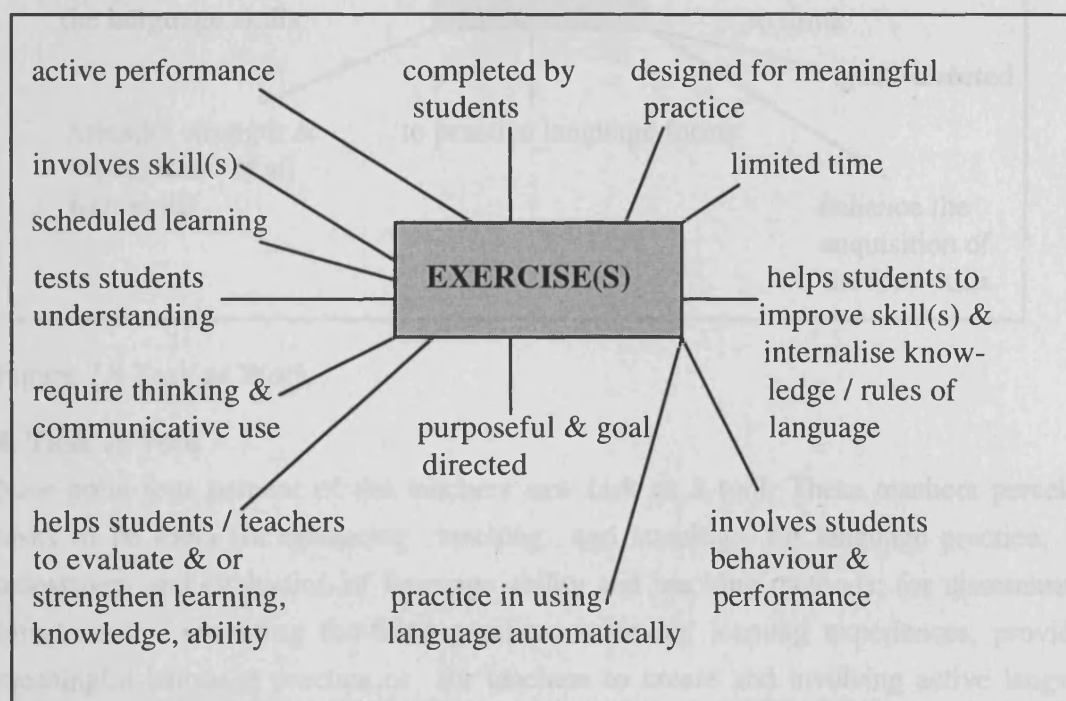 active performance
completed by
students
designed for meaningful
practice
involves skill(s)
limited time
scheduled learning
EXERCISE(S)
tests students
understanding
helps students to
improve skill(s) &
internalise know-
ledge / rules of
language
require thinking &
communicative use
purposeful & goal
directed
helps students / teachers
to evaluate & or
strengthen learning,
knowledge, ability
practice in using
language automatically
involves students
behaviour &
performance